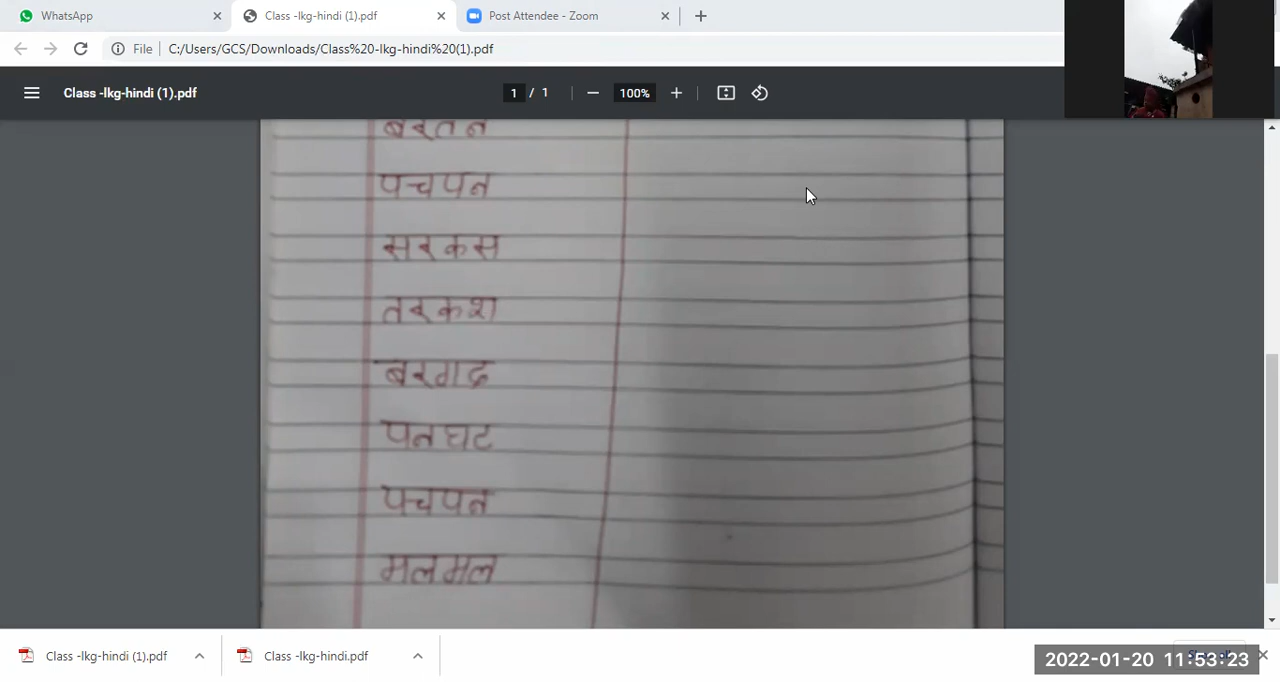 WhatsApp
Class -lkg-hindi (1).pdf
Post Attendee - Zoom
File
C:/Users/GCS/Downloads/Class%20-lkg-hindi%20(1).pdf
Class -lkg-hindi (1).pdf
1 / 1
100%
बरतन
पचपन
सरकस
तरकश
बरगद
पनघट
पचपन
मलमल
Class -lkg-hindi (1).pdf
Class -lkg-hindi.pdf
2022-01-20 11:53:23